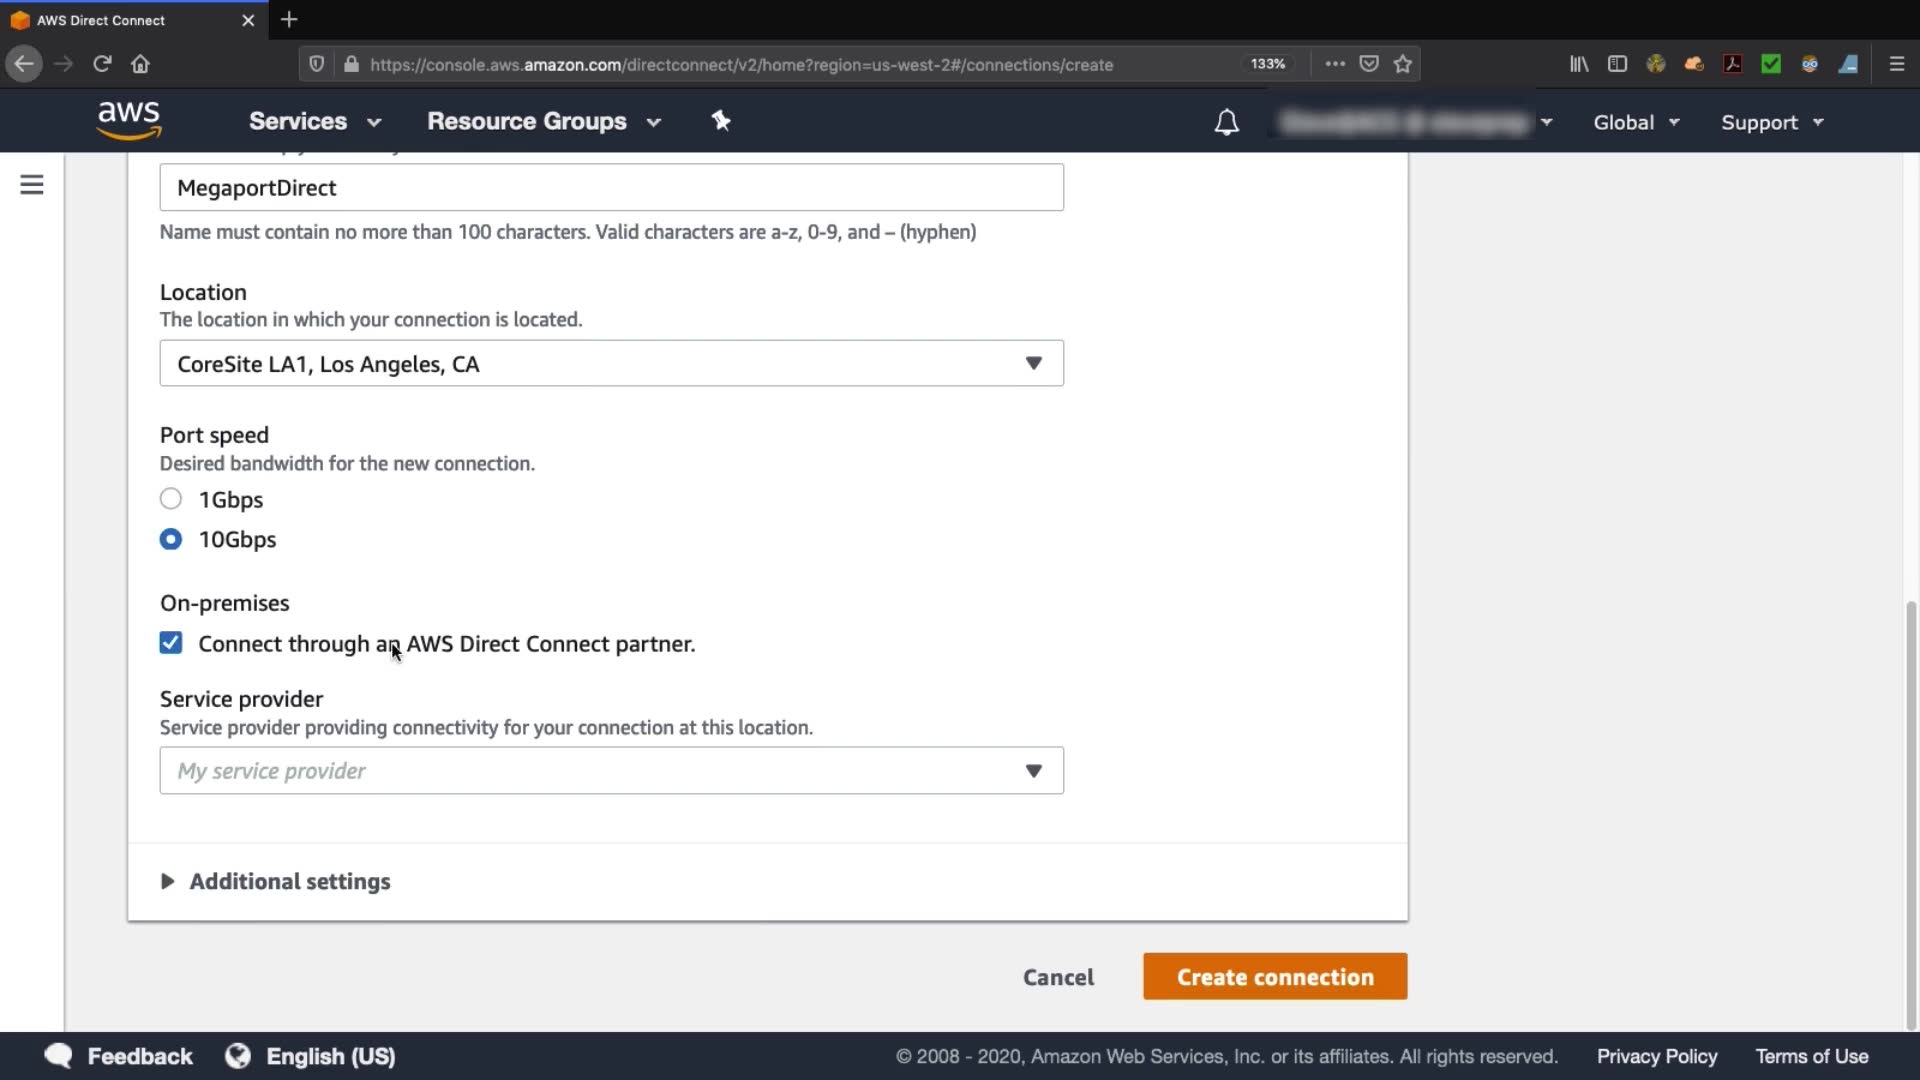 AWS Direct Connect
https://console.aws.amazon.com/directconnect/v2/home?region=us-west-2#/connections/create
133%
aws
Services
Resource Groups
Global
Support
MegaportDirect
Name must contain no more than 100 characters. Valid characters are a-z, 0-9, and – (hyphen)
Location
The location in which your connection is located.
CoreSite LA1, Los Angeles, CA
Port speed
Desired bandwidth for the new connection.
1Gbps
10Gbps
On-premises
Connect through an AWS Direct Connect partner.
Service provider
Service provider providing connectivity for your connection at this location.
My service provider
Additional settings
Cancel
Create connection
Feedback
English (US)
© 2008 - 2020, Amazon Web Services, Inc. or its affiliates. All rights reserved.
Privacy Policy
Terms of Use